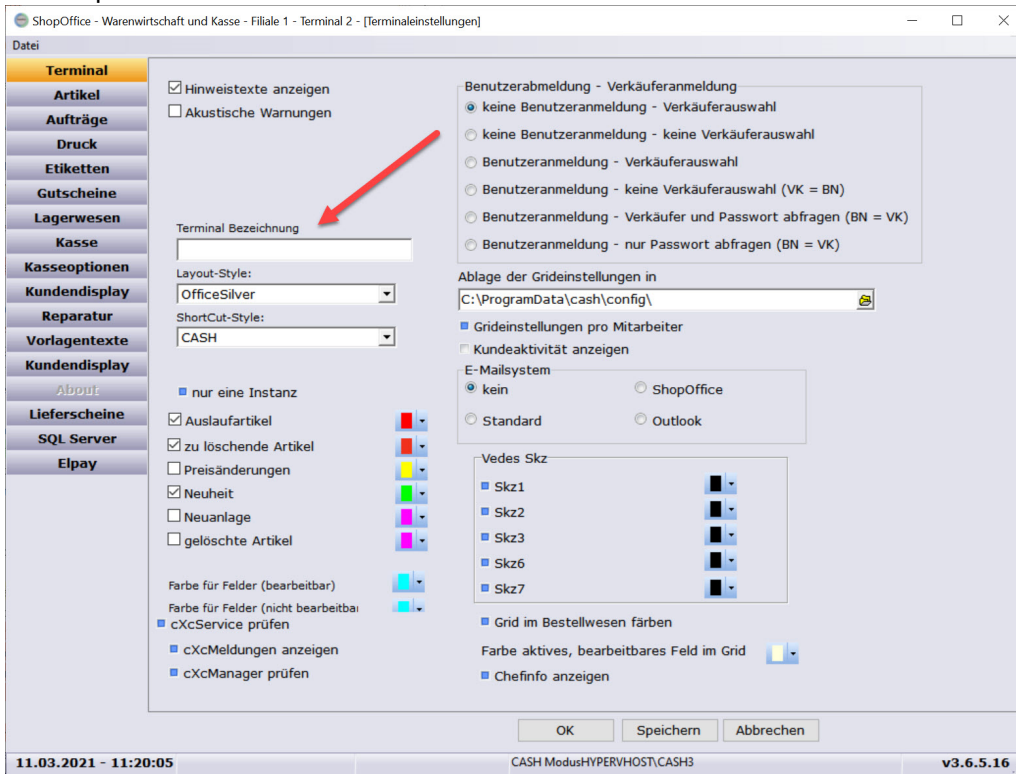 ShopOffice - Warenwirtschaft und Kasse - Filiale 1 - Terminal 2 - [Terminaleinstellungen]
Datei
Terminal
Artikel
Aufträge
Druck
Etiketten
Gutscheine
Lagerwesen
Kasse
Kasseoptionen
Kundendisplay
Reparatur
Vorlagentexte
Kundendisplay
About
Lieferscheine
SQL Server
Elpay
Hinweistexte anzeigen
Akustische Warnungen
Terminal Bezeichnung
Layout-Style:
OfficeSilver
ShortCut-Style:
CASH
nur eine Instanz
Auslaufartikel
zu löschende Artikel
Preisänderungen
Neuheit
Neuanlage
gelöschte Artikel
Farbe für Felder (bearbeitbar)
Farbe für Felder (nicht bearbeitbar
cXcService prüfen
cXcMeldungen anzeigen
cXcManager prüfen
Benutzerabmeldung - Verkäuferanmeldung
keine Benutzeranmeldung - Verkäuferauswahl
keine Benutzeranmeldung - keine Verkäuferauswahl
Benutzeranmeldung - Verkäuferauswahl
Benutzeranmeldung - keine Verkäuferauswahl (VK = BN)
Benutzeranmeldung - Verkäufer und Passwort abfragen (BN = VK)
Benutzeranmeldung - nur Passwort abfragen (BN = VK)
Ablage der Grideinstellungen in
C:\ProgramData\cash\config\
Grideinstellungen pro Mitarbeiter
Kundeaktivität anzeigen
E-Mailsystem
kein
ShopOffice
Standard
Outlook
Vedes Skz
Skz1
Skz2
Skz3
Skz6
Skz7
Grid im Bestellwesen färben
Farbe aktives, bearbeitbares Feld im Grid
Chefinfo anzeigen
OK
Speichern
Abbrechen
11.03.2021 - 11:20:05
CASH ModusHYPERVHOST\CASH3
v3.6.5.16